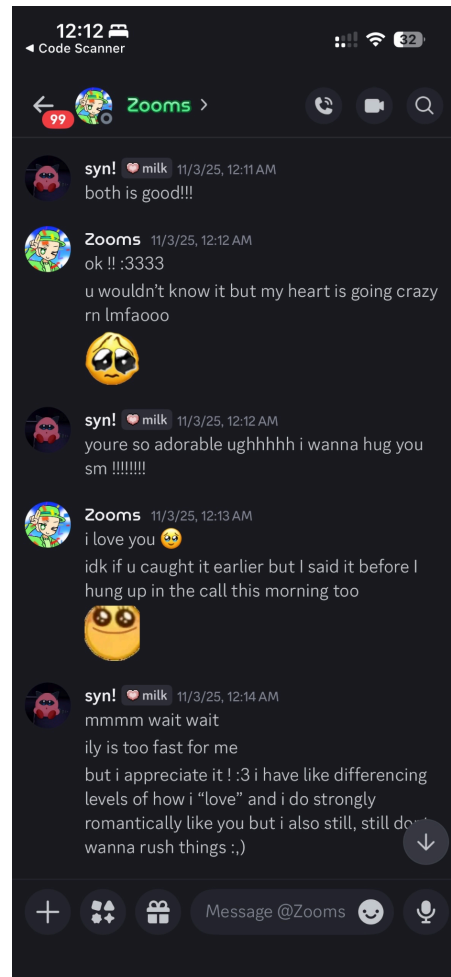 12:12
◀ Code Scanner
32
99
Zooms >
syn! milk 11/3/25, 12:11 AM
both is good!!!
Zooms 11/3/25, 12:12 AM
ok !! :3333
u wouldn't know it but my heart is going crazy
rn lmfaooo
syn! milk 11/3/25, 12:12 AM
youre so adorable ughhhhh i wanna hug you
sm !!!!!!!!
Zooms 11/3/25, 12:13 AM
i love you 🥹
idk if u caught it earlier but I said it before I
hung up in the call this morning too
syn! milk 11/3/25, 12:14 AM
mmmm wait wait
ily is too fast for me
but i appreciate it ! :3 i have like differencing
levels of how i “love” and i do strongly
romantically like you but i also still, still
wanna rush things :,)
Message @Zooms